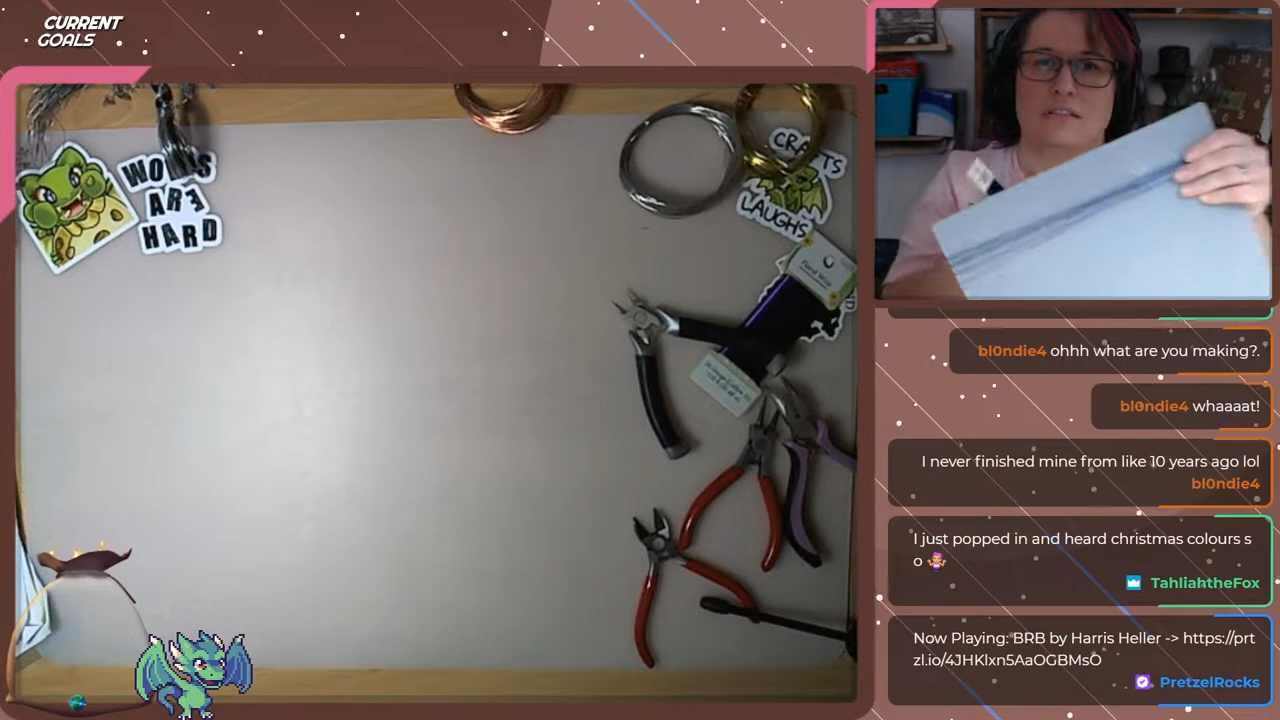 CURRENT
GOALS
WORDS
ARE
HARD
CRAFTS
LAUGHS
bl0ndie4 ohhh what are you making?.
bl0ndie4 whaaaat!
I never finished mine from like 10 years ago lol
bl0ndie4
I just popped in and heard christmas colours s
o
TahliahtheFox
Now Playing: BRB by Harris Heller -> https://prt
zl.io/4JHKlxn5AaOGBMsO
PretzelRocks